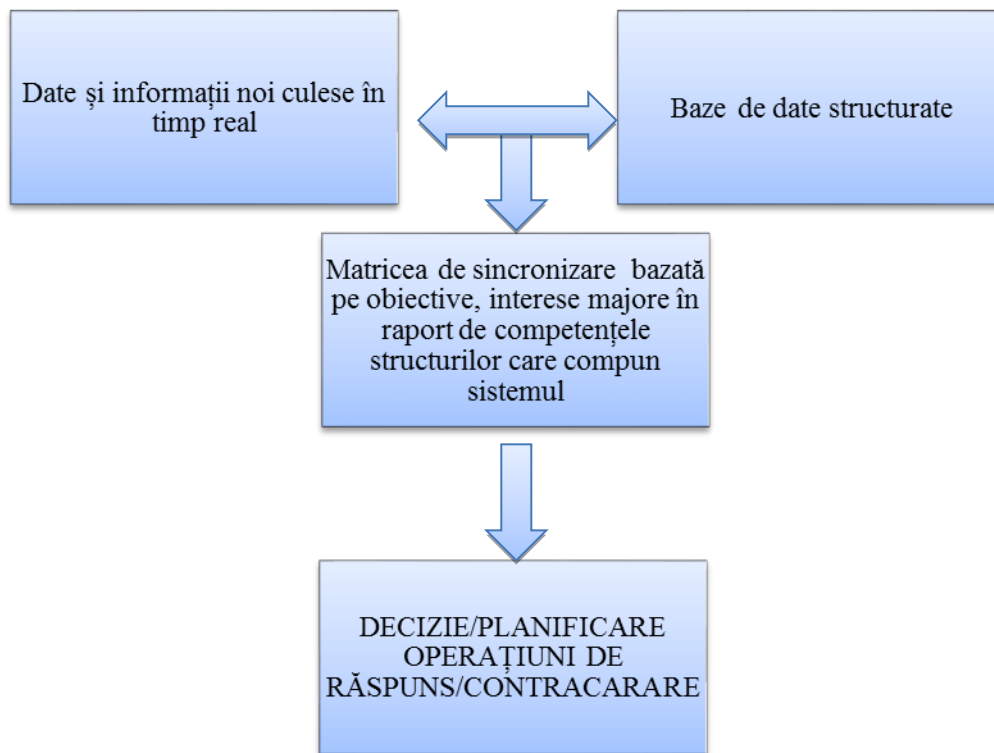 Date și informații noi culese în
timp real
Baze de date structurate
Matricea de sincronizare bazată
pe obiective, interese majore în
raport de competențele
structurilor care compun
sistemul
DECIZIE/PLANIFICARE
OPERAȚIUNI DE
RĂSPUNS/CONTRACARARE